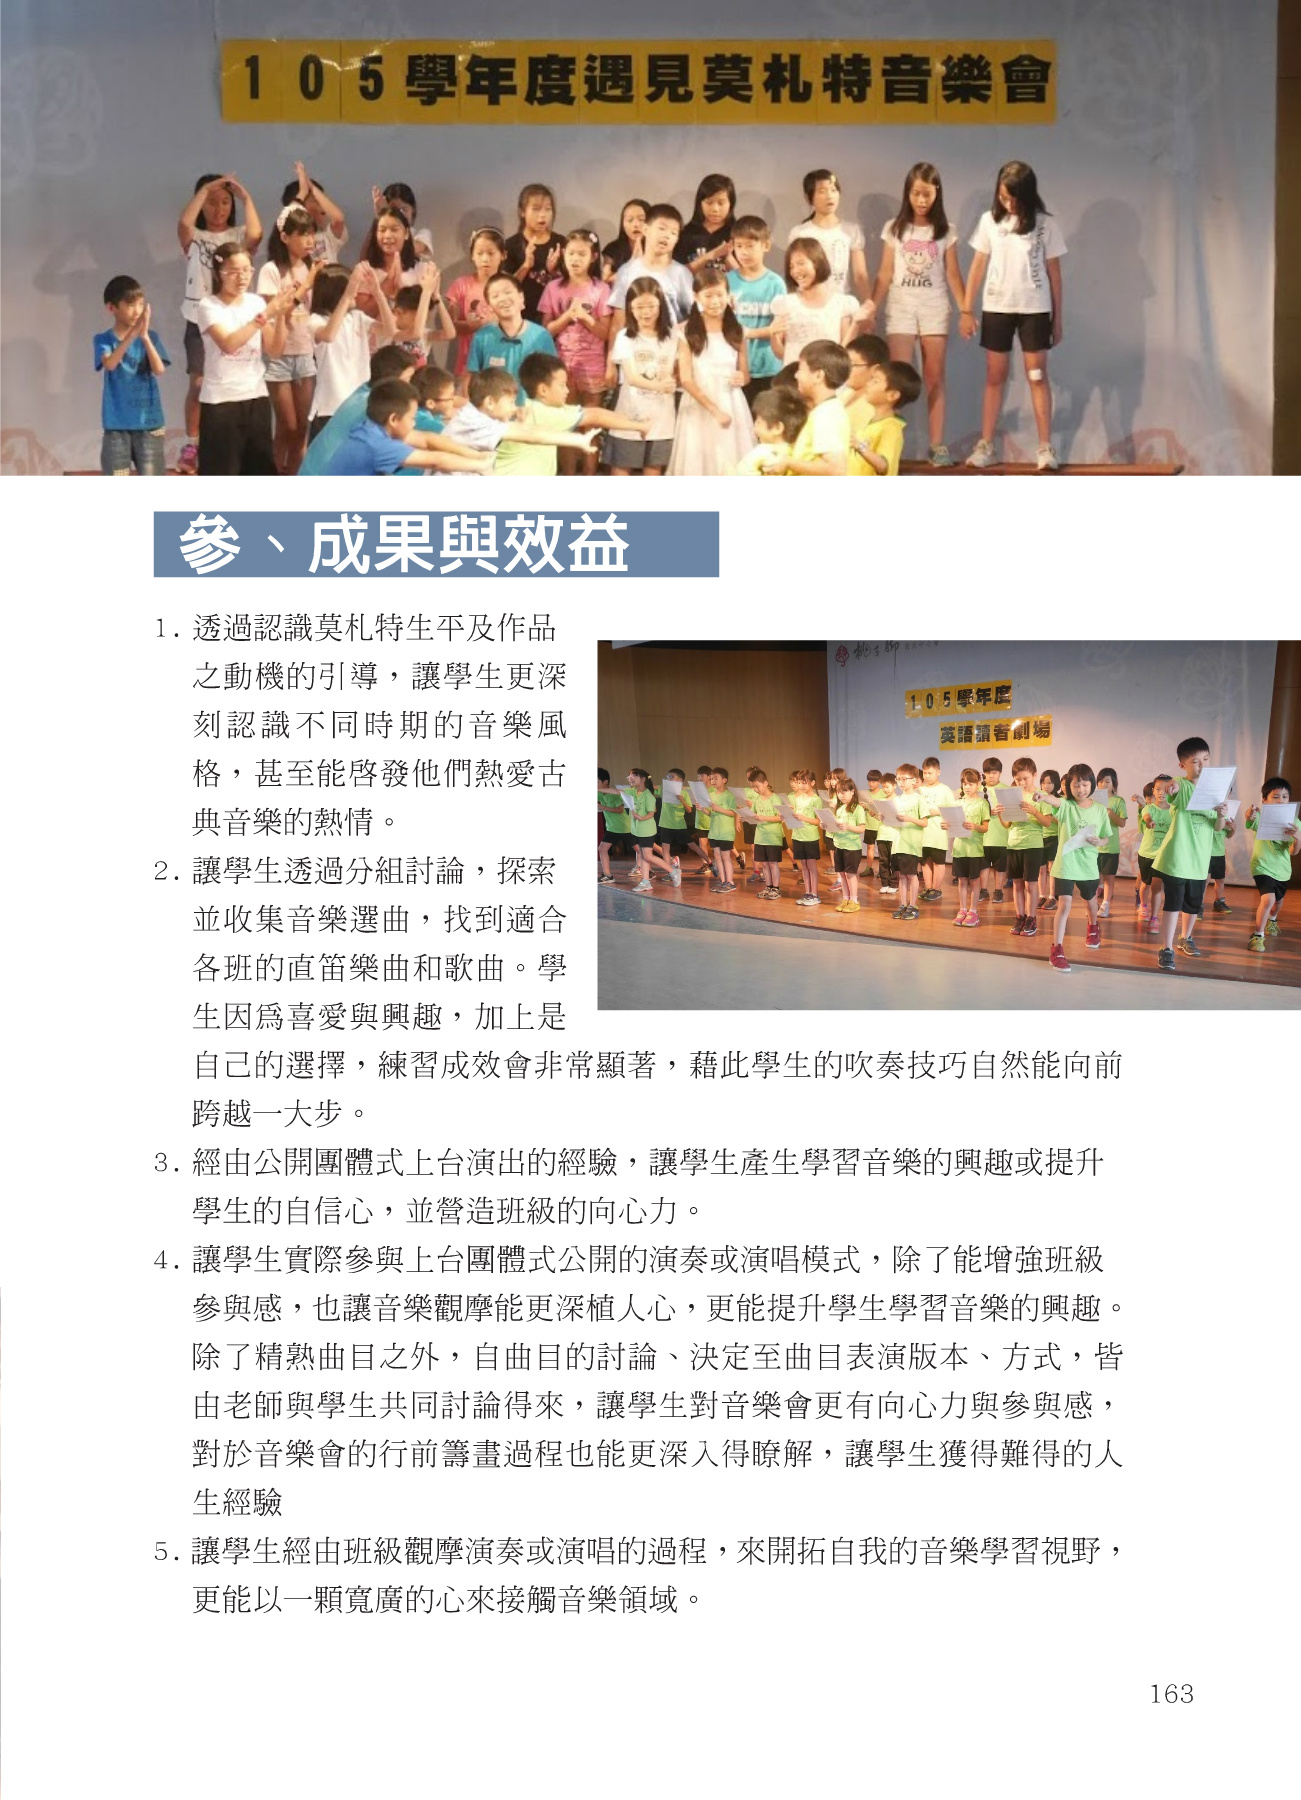 105學年度遇見莫札特音樂會
參、成果與效益
1. 透過認識莫札特生平及作品
之動機的引導，讓學生更深
刻認識不同時期的音樂風
格，甚至能啓發他們熱愛古
典音樂的熱情。
105學年度
英語讀者劇場
2. 讓學生透過分組討論，探索
並收集音樂選曲，找到適合
各班的直笛樂曲和歌曲。學
生因爲喜愛與興趣，加上是
自己的選擇，練習成效會非常顯著，藉此學生的吹奏技巧自然能向前
跨越一大步。
3. 經由公開團體式上台演出的經驗，讓學生產生學習音樂的興趣或提升
學生的自信心，並營造班級的向心力。
4. 讓學生實際參與上台團體式公開的演奏或演唱模式，除了能增強班級
參與感，也讓音樂觀摩能更深植人心，更能提升學生學習音樂的興趣。
除了精熟曲目之外，自曲目的討論、決定至曲目表演版本、方式，皆
由老師與學生共同討論得來，讓學生對音樂會更有向心力與參與感，
對於音樂會的行前籌畫過程也能更深入得瞭解，讓學生獲得難得的人
生經驗
5. 讓學生經由班級觀摩演奏或演唱的過程，來開拓自我的音樂學習視野，
更能以一顆寬廣的心來接觸音樂領域。
163